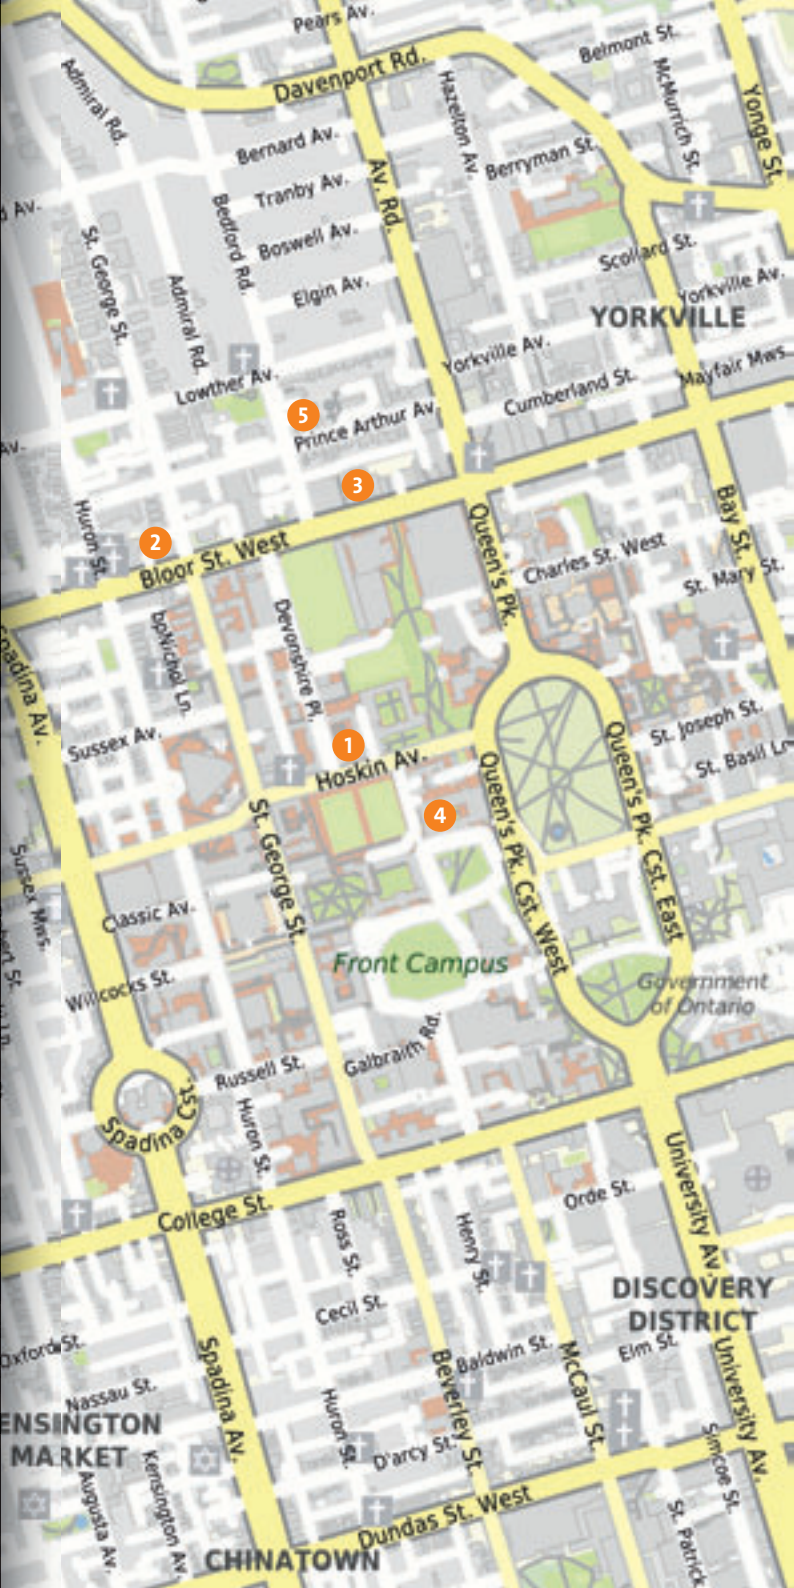 Pears Av.
Belmont St.
Davenport Rd.
Admiral Rd.
Hazelton Av.
McMurrich St.
Yonge St.
Bernard Av.
Berryman St.
Av. Rd.
Tranby Av.
Av.
Bedford Rd.
St. George St.
Boswell Av.
Scollard St.
Admiral Rd.
Elgin Av.
Yorkville Av.
YORKVILLE
Yorkville Av.
Mayfair Mws.
Lowther Av.
Cumberland St.
5
Prince Arthur Av.
Av.
3
Huron St.
2
Bloor St. West
Queen's Pk.
Bay St.
Charles St. West
St. Mary St.
Devonshire Pl.
bpNichol Ln.
Spadina Av.
Sussex Av.
1
Hoskin Av.
St. Joseph St.
St. Basil Ln
Queen's Pk. Cst. West
Queen's Pk. Cst. East
4
St. George St.
Sussex Mws.
Classic Av.
Front Campus
Willcocks St.
Government
of Ontario
Galbraith Rd.
Russell St.
Huron St.
Spadina Cst.
University Av.
College St.
Orde St.
Ross St.
Henry St.
DISCOVERY
DISTRICT
Cecil St.
Oxford St.
Spadina Av.
Baldwin St.
McCaul St.
Elm St.
University Av.
Beverley St.
Nassau St.
Huron St.
ENSINGTON
MARKET
D'arcy St.
Simcoe St.
Kensington Av.
Augusta Av.
Dundas St. West
St. Patrick
CHINATOWN